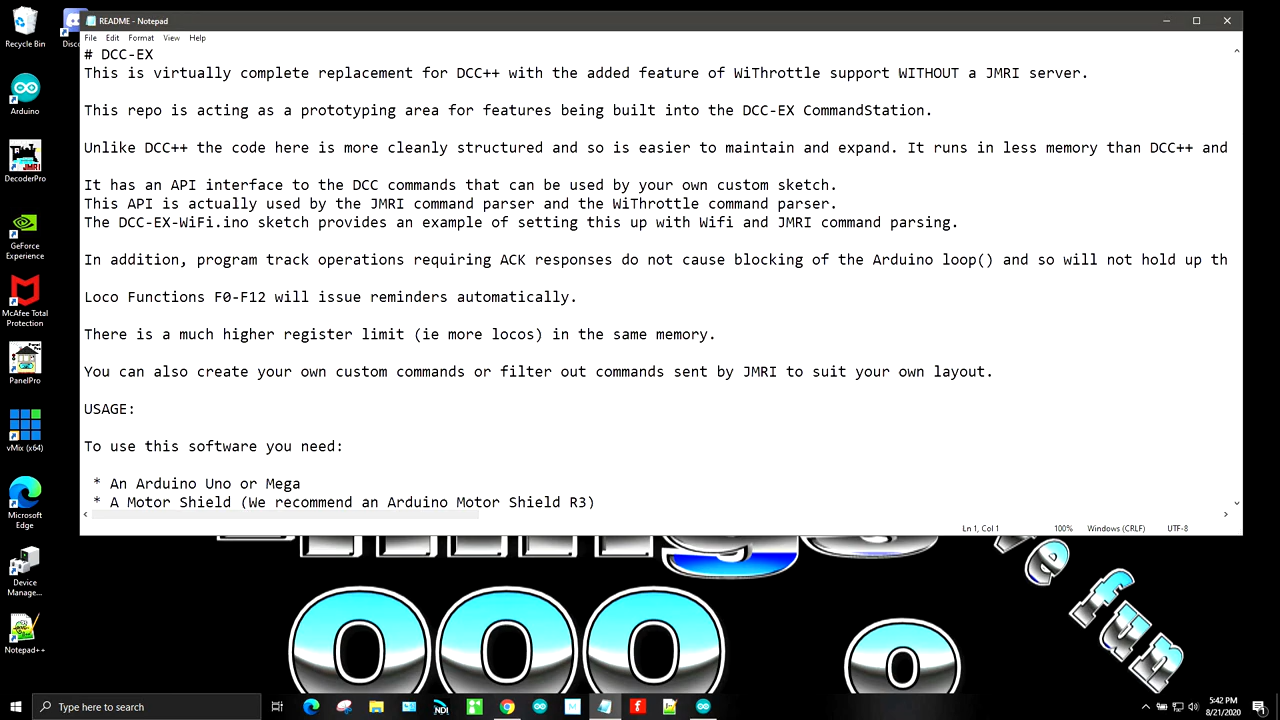 README - Notepad
File Edit Format View Help
# DCC-EX
This is virtually complete replacement for DCC++ with the added feature of WiThrottle support WITHOUT a JMRI server.
This repo is acting as a prototyping area for features being built into the DCC-EX CommandStation.
Unlike DCC++ the code here is more cleanly structured and so is easier to maintain and expand. It runs in less memory than DCC++ and
It has an API interface to the DCC commands that can be used by your own custom sketch.
This API is actually used by the JMRI command parser and the WiThrottle command parser.
The DCC-EX-WiFi.ino sketch provides an example of setting this up with Wifi and JMRI command parsing.
In addition, program track operations requiring ACK responses do not cause blocking of the Arduino loop() and so will not hold up th
Loco Functions F0-F12 will issue reminders automatically.
There is a much higher register limit (ie more locos) in the same memory.
You can also create your own custom commands or filter out commands sent by JMRI to suit your own layout.
USAGE:
To use this software you need:
* An Arduino Uno or Mega
* A Motor Shield (We recommend an Arduino Motor Shield R3)
Ln 1, Col 1 100% Windows (CRLF) UTF-8
Recycle Bin
Disc
Arduino
JMRI
DecoderPro
GeForce
Experience
McAfee Total
Protection
PanelPro
vMix (x64)
Microsoft
Edge
Device
Manage...
Notepad++
000 o
e fan
Type here to search
NDI
5:42 PM
8/21/2020